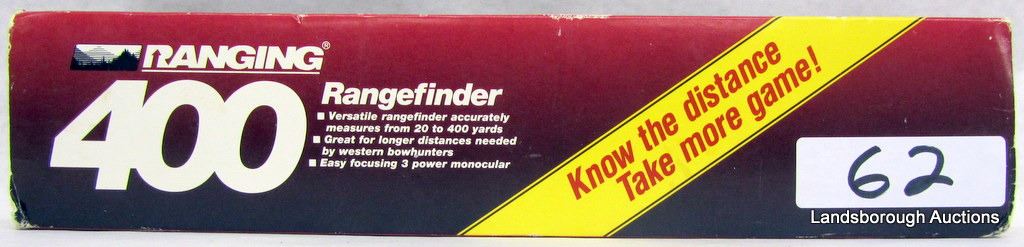 RANGING®
400
Rangefinder
■ Versatile rangefinder accurately
measures from 20 to 400 yards
■ Great for longer distances needed
by western bowhunters
■ Easy focusing 3 power monocular
Know the distance
Take more game!
62
Landsborough Auctions